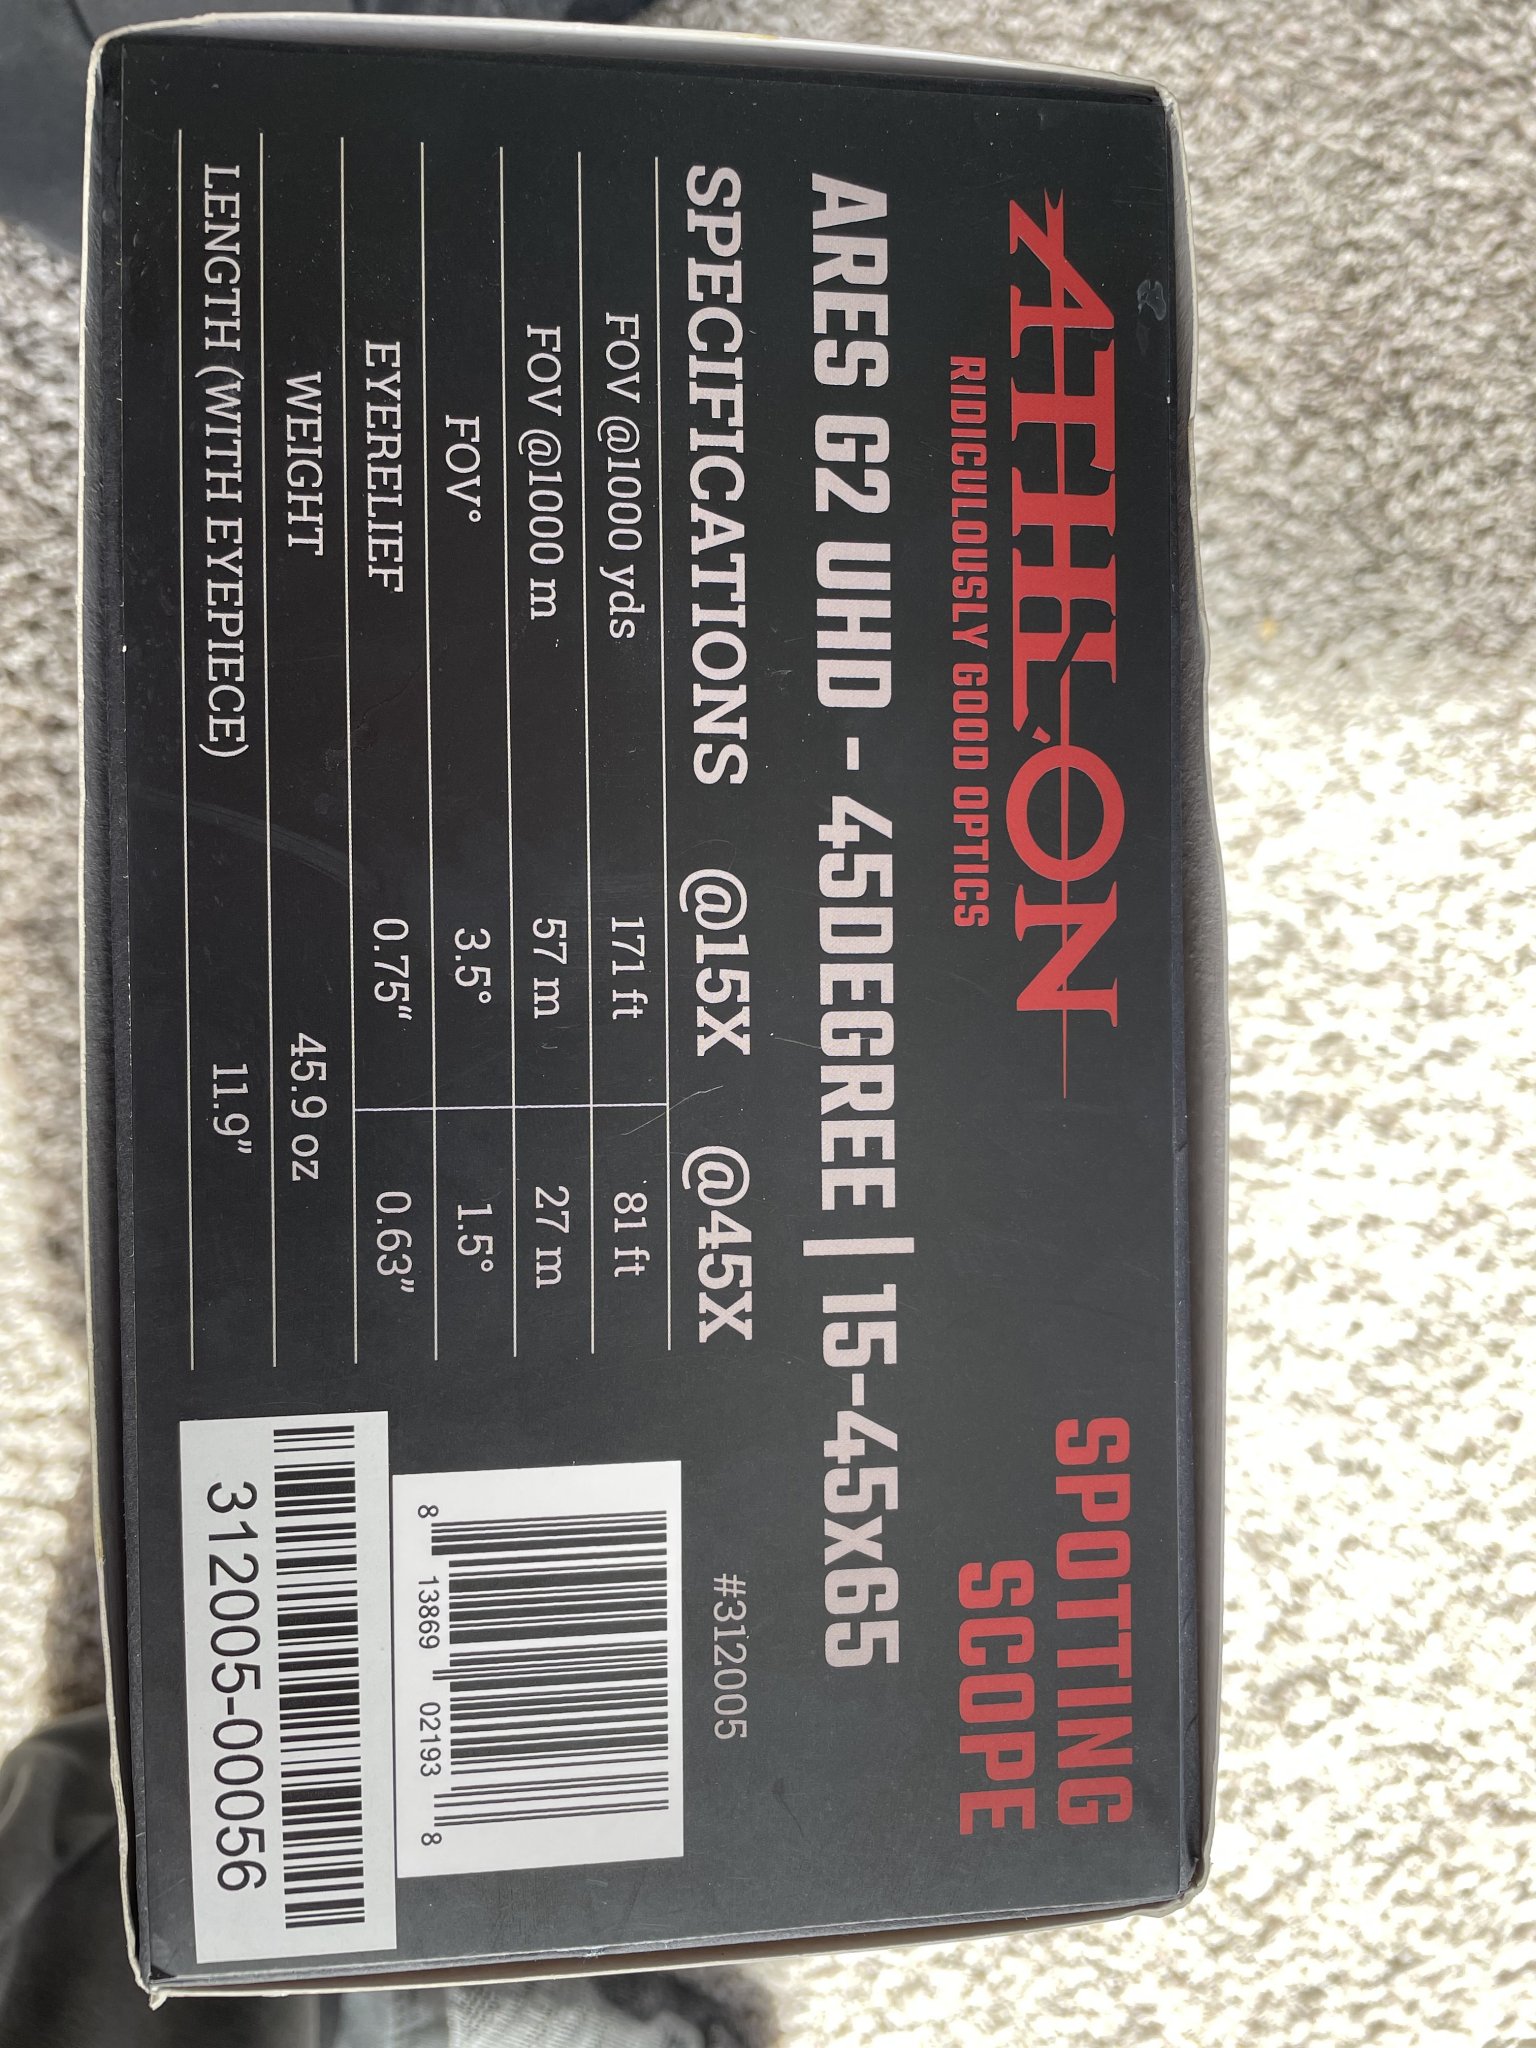 ATHLON
RIDICULOUSLY GOOD OPTICS
SPOTTING
SCOPE
ARES G2 UHD - 45DEGREE | 15-45X65
SPECIFICATIONS @15X @45X
FOV @1000 yds 171 ft 81 ft
FOV @1000 m 57 m 27 m
FOV° 3.5° 1.5°
EYERELIEF 0.75" 0.63"
WEIGHT 45.9 oz
LENGTH (WITH EYEPIECE) 11.9"
#312005
8 13869 02193 8
312005-00056